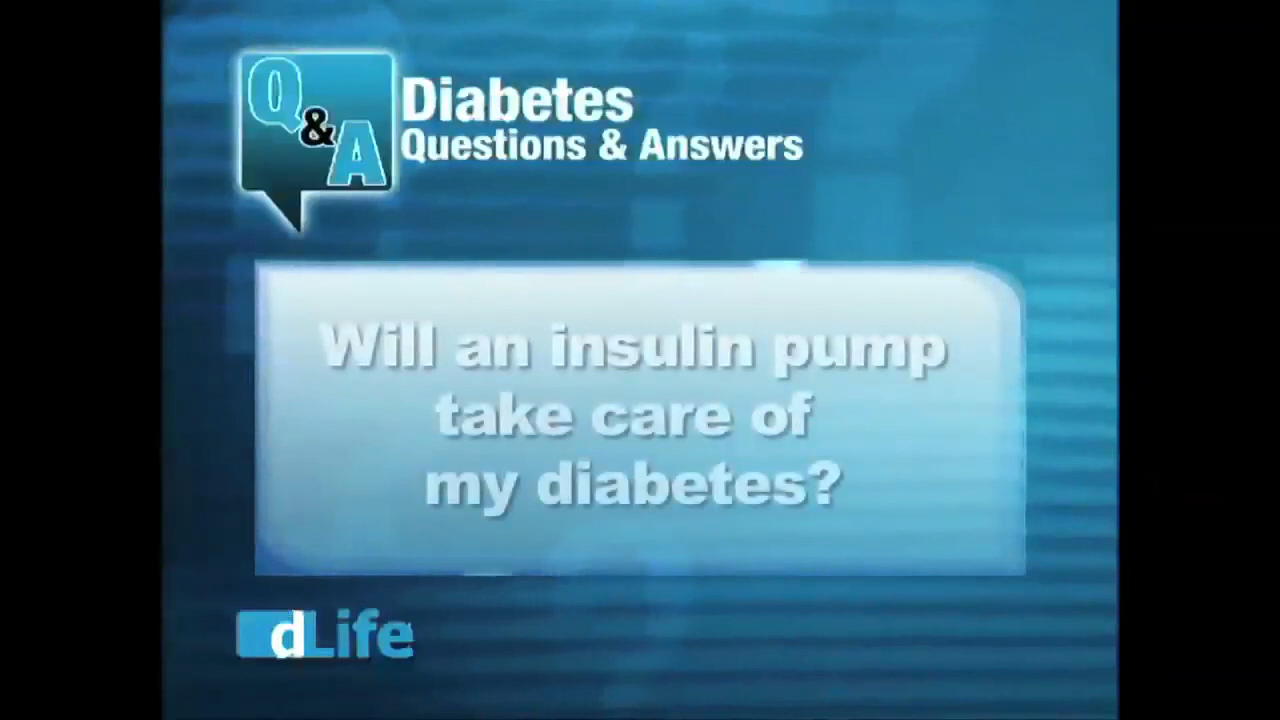 Q & A
Diabetes
Questions & Answers
Will an insulin pump
take care of
my diabetes?
dLife